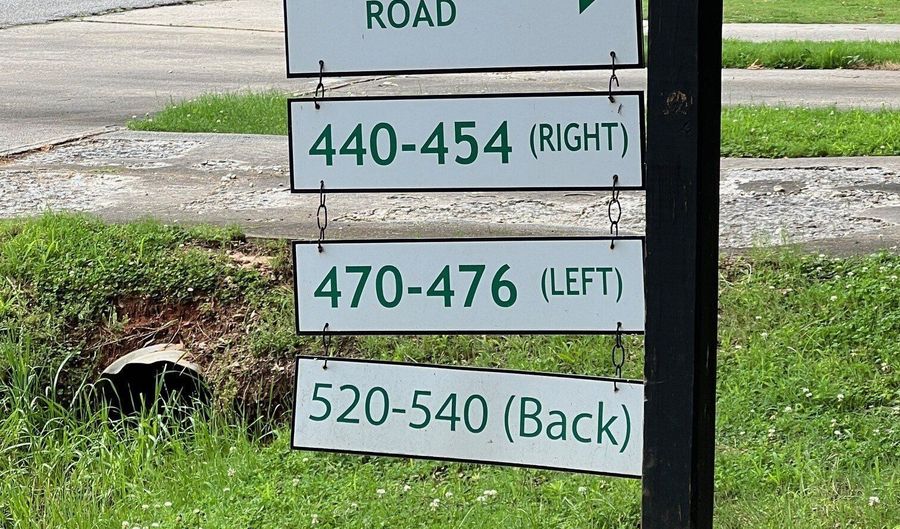 ROAD
440-454 (RIGHT)
470-476 (LEFT)
520-540 (Back)